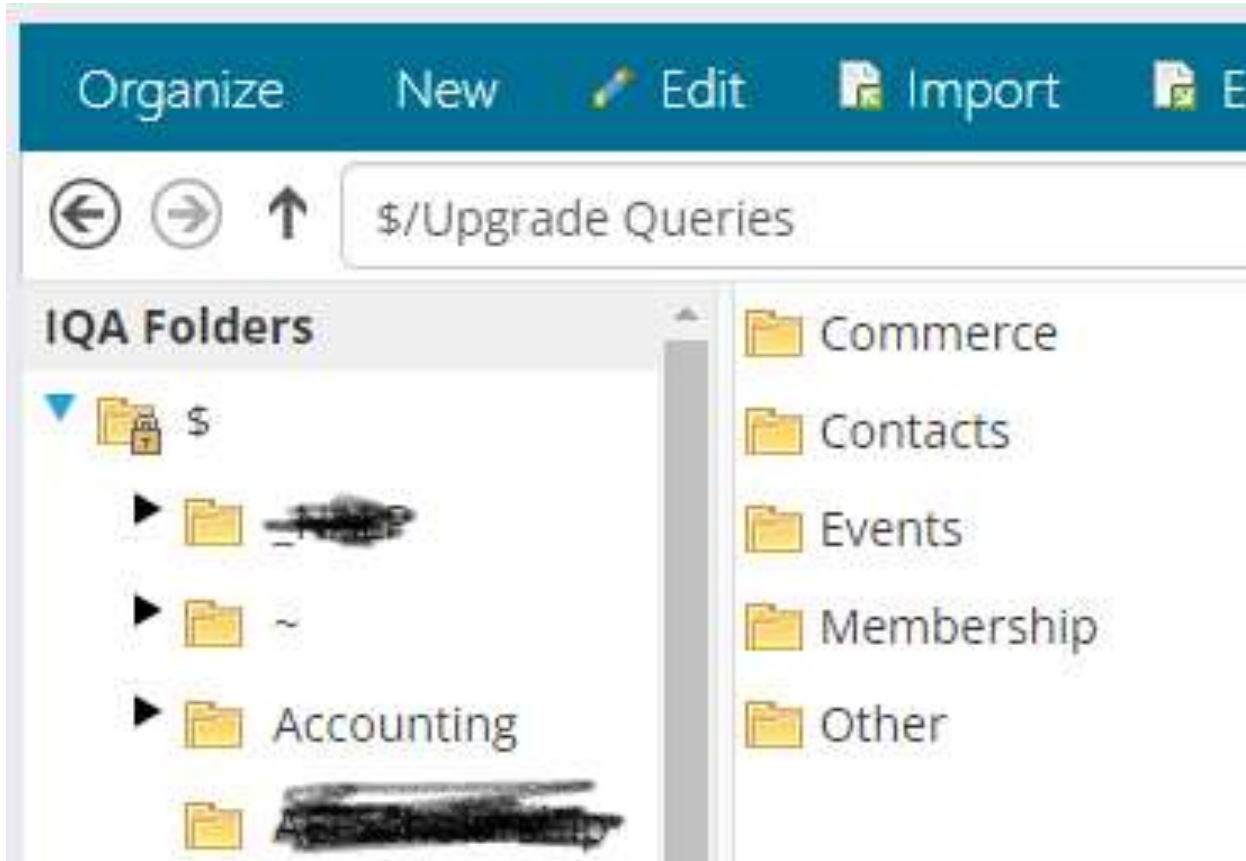 Organize New Edit Import E
$/Upgrade Queries
IQA Folders
$
~
Accounting
Commerce
Contacts
Events
Membership
Other